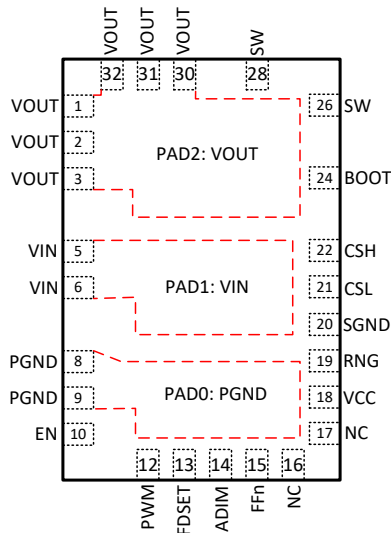 VOUT VOUT VOUT SW
32 31 30 28
VOUT 1
VOUT 2
VOUT 3
PAD2: VOUT
26 SW
24 BOOT
VIN 5
VIN 6
PAD1: VIN
22 CSH
21 CSL
20 SGND
PGND 8
PGND 9
EN 10
PAD0: PGND
19 RNG
18 VCC
17 NC
12 13 14 15 16
PWM FDSET ADIM FFn NC